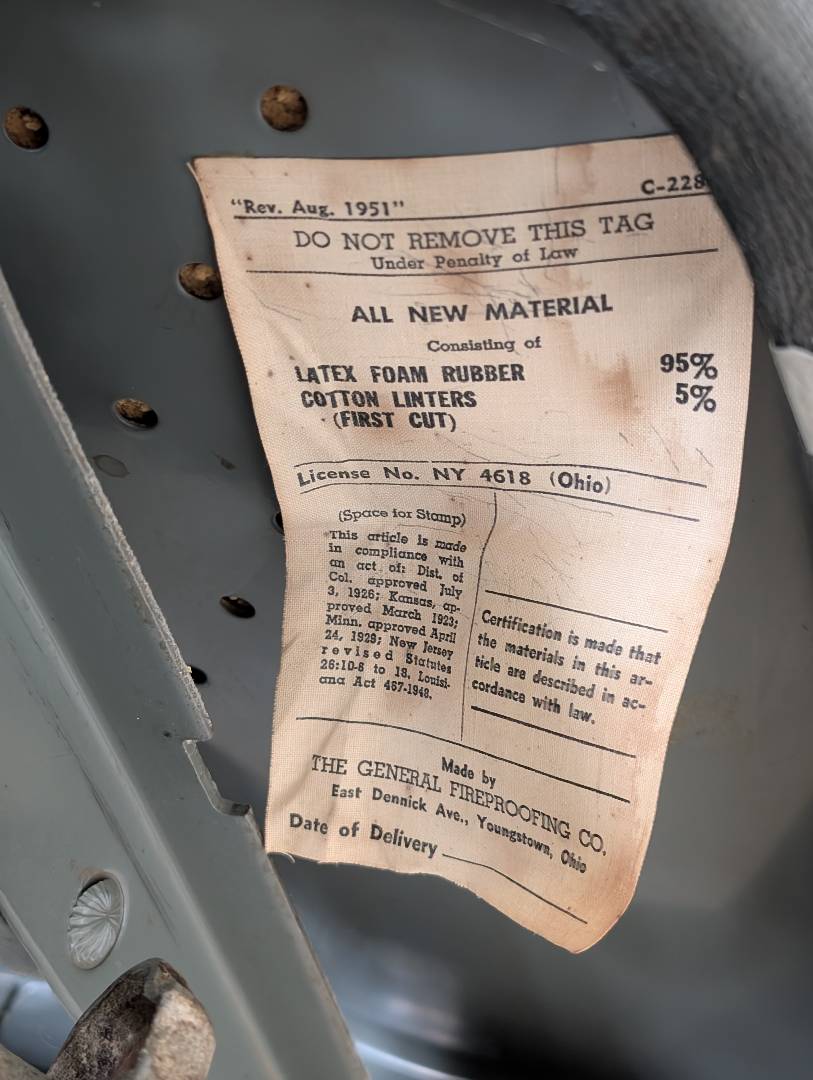 "Rev. Aug. 1951"
C-228
DO NOT REMOVE THIS TAG
Under Penalty of Law
ALL NEW MATERIAL
Consisting of
LATEX FOAM RUBBER 95%
COTTON LINTERS 5%
(FIRST CUT)
License No. NY 4618 (Ohio)
(Space for Stamp)
This article is made
in compliance with
an act of: Dist. of
Col. approved July
3, 1926; Kansas, ap-
proved March 1923;
Minn. approved April
24, 1929; New Jersey
revised Statutes
26:10-6 to 18, Louisi-
ana Act 467-1948.
Certification is made that
the materials in this ar-
ticle are described in ac-
cordance with law.
Made by
THE GENERAL FIREPROOFING CO.
East Dennick Ave., Youngstown, Ohio
Date of Delivery